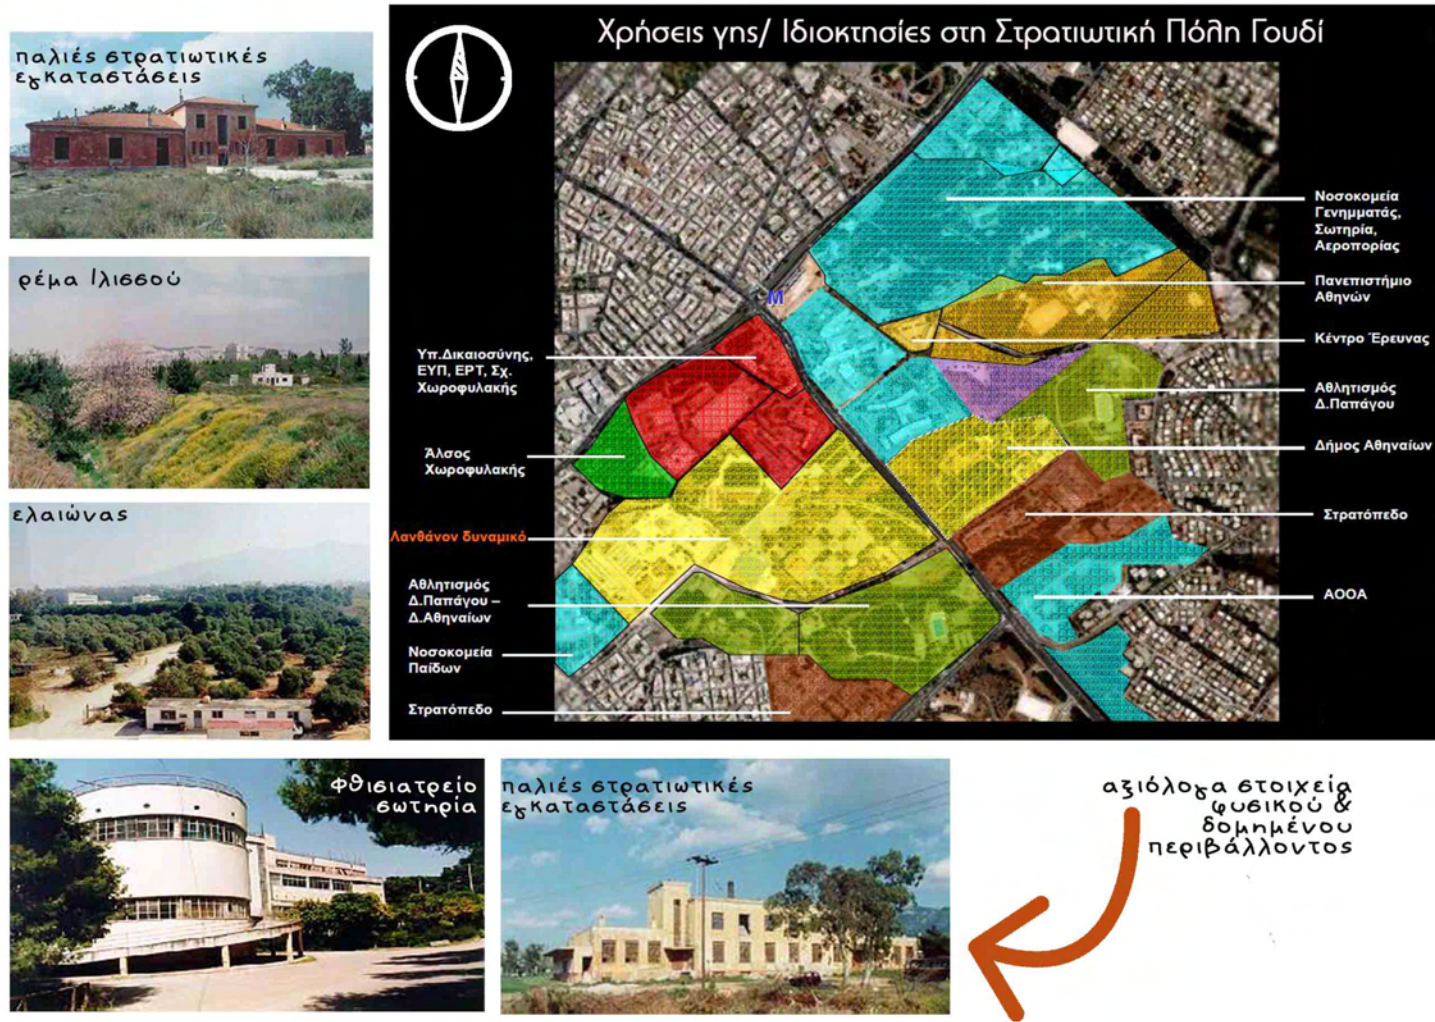 παλιές στρατιωτικές
εγκαταστάσεις
ρέμα Ιλισσού
ελαιώνας
Χρήσεις γης/ Ιδιοκτησίες στη Στρατιωτική Πόλη Γουδί
Μ
Υπ.Δικαιοσύνης,
ΕΥΠ, ΕΡΤ, Σχ.
Χωροφυλακής
Άλσος
Χωροφυλακής
Λανθάνον δυναμικό
Αθλητισμός
Δ.Παπάγου –
Δ.Αθηναίων
Νοσοκομεία
Παίδων
Στρατόπεδο
Νοσοκομεία
Γενημματάς,
Σωτηρία,
Αεροπορίας
Πανεπιστήμιο
Αθηνών
Κέντρο Έρευνας
Αθλητισμός
Δ.Παπάγου
Δήμος Αθηναίων
Στρατόπεδο
ΑΟΟΑ
φθισιατρείο
σωτηρία
παλιές στρατιωτικές
εγκαταστάσεις
αξιόλογα στοιχεία
φυσικού &
δομημένου
περιβάλλοντος